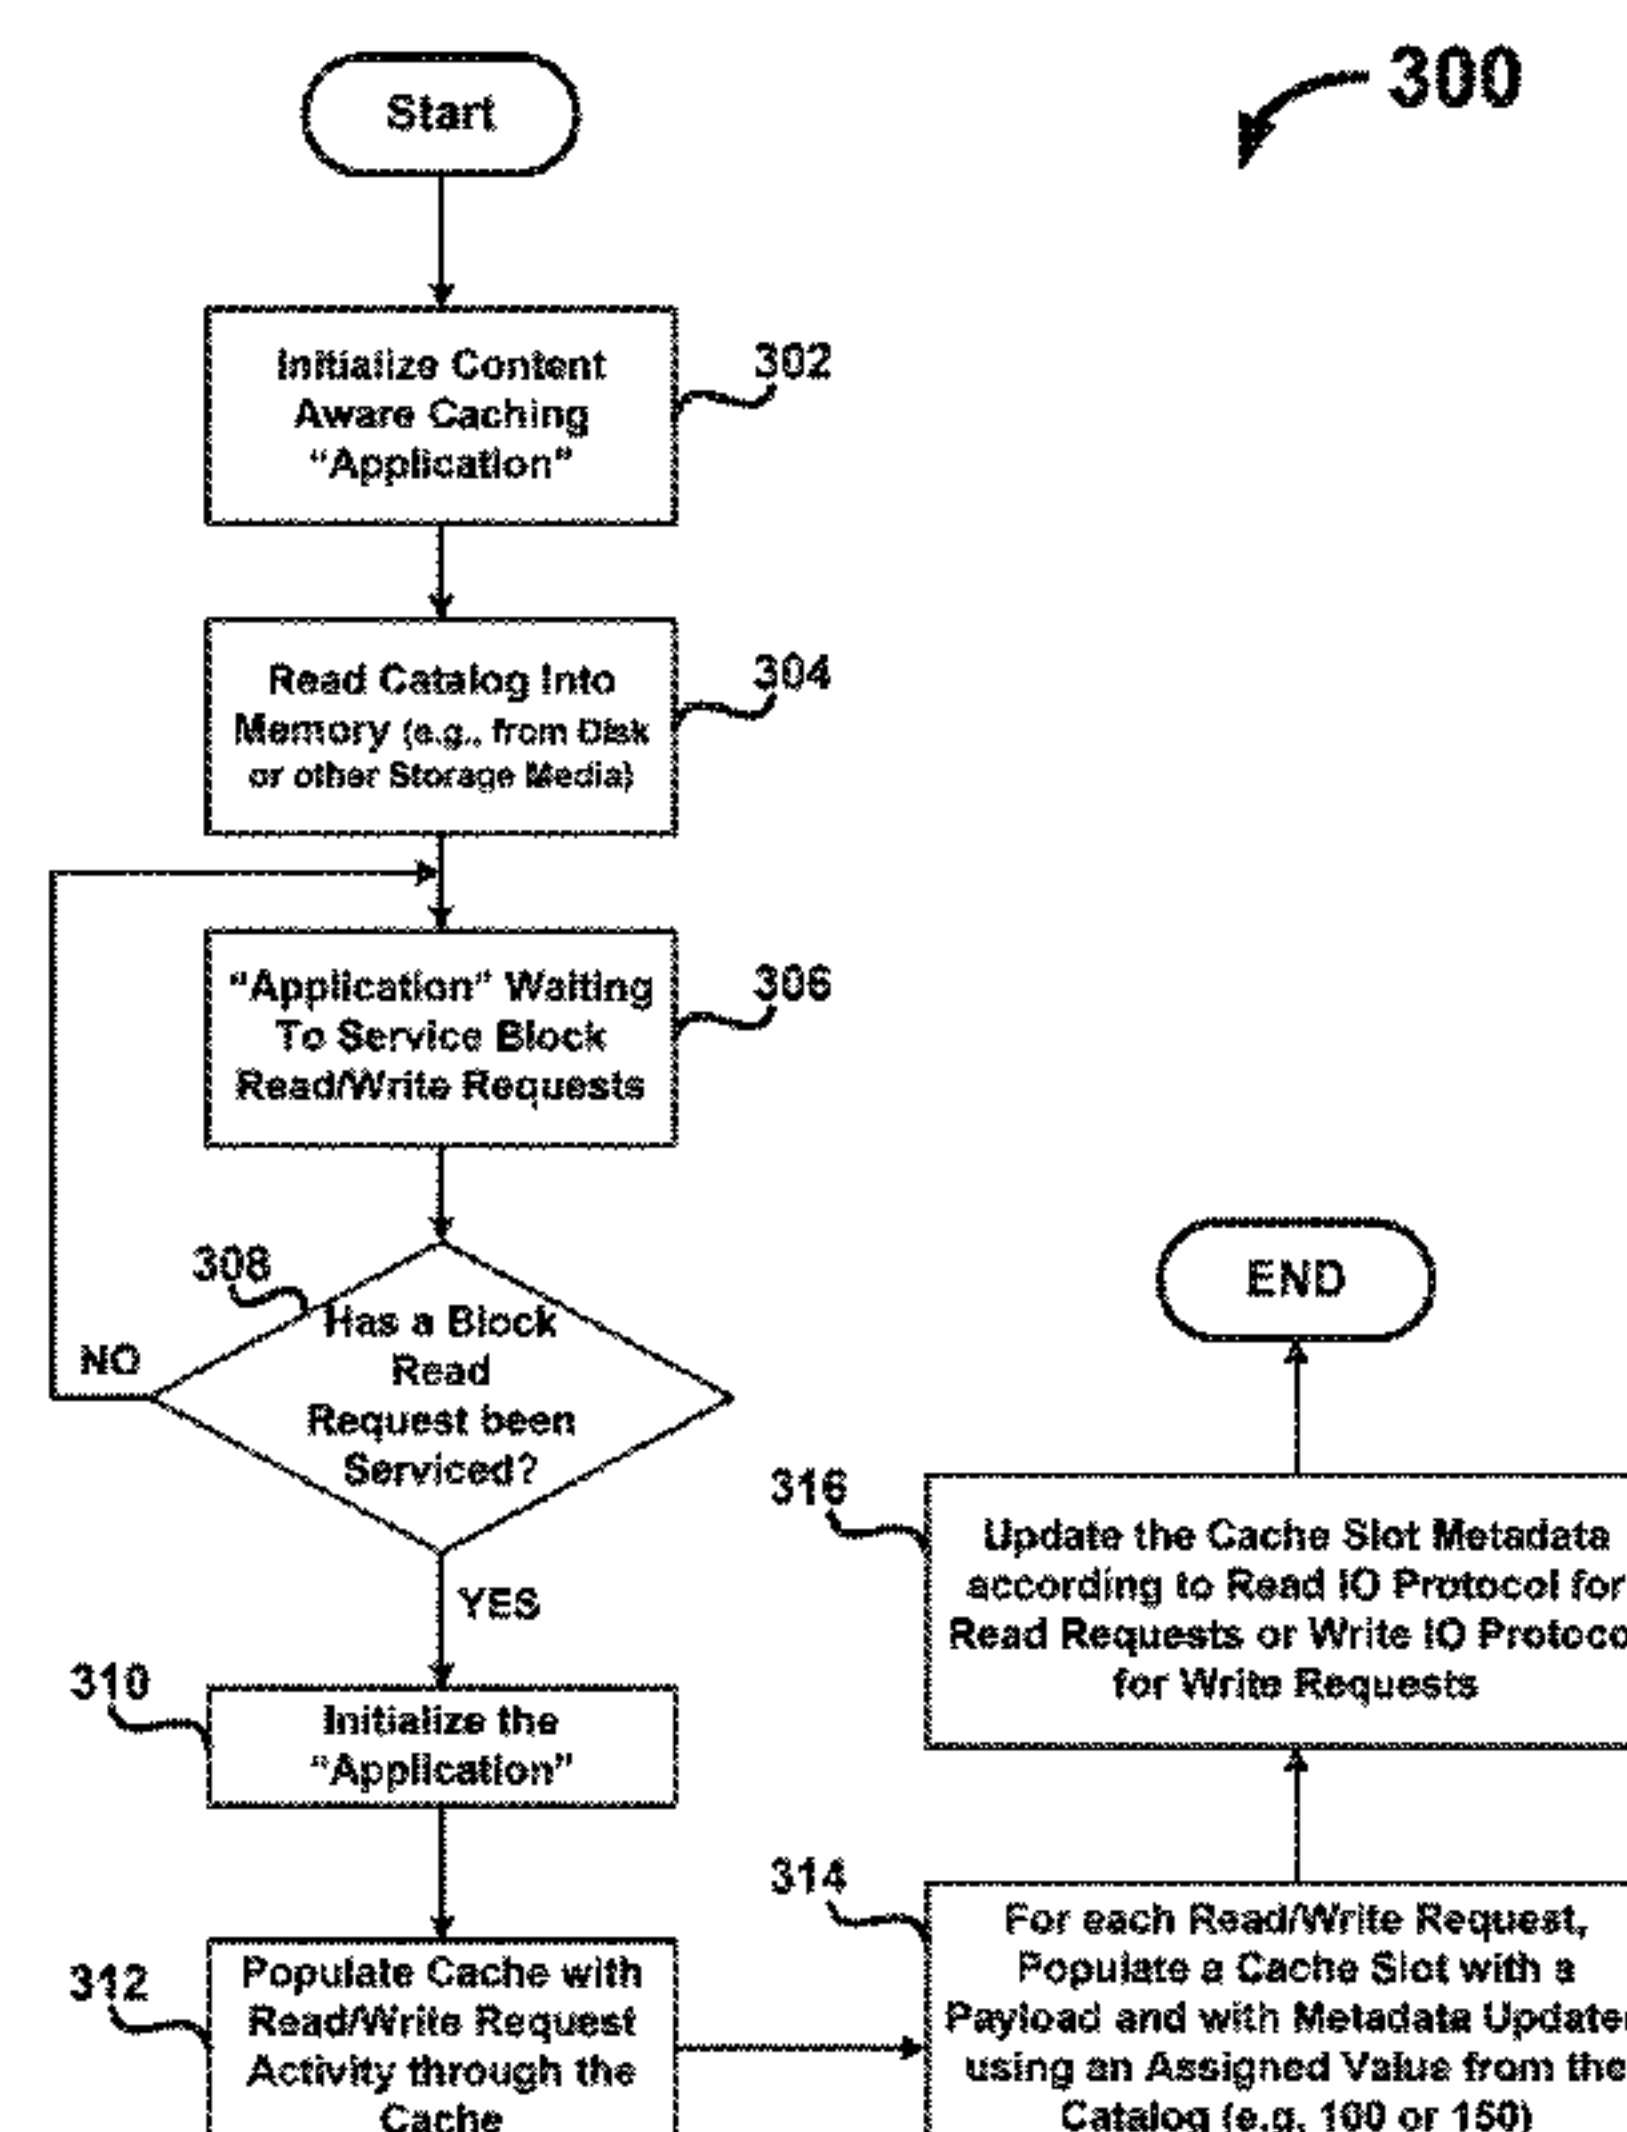 300
Start
302
Initialize Content
Aware Caching
“Application”
304
Read Catalog Into
Memory (e.g., from Disk
or other Storage Media)
306
“Application” Waiting
To Service Block
Read/Write Requests
308
Has a Block
Read
Request been
Serviced?
NO
YES
310
Initialize the
“Application”
312
Populate Cache with
Read/Write Request
Activity through the
Cache
314
For each Read/Write Request,
Populate a Cache Slot with a
Payload and with Metadata Update
using an Assigned Value from the
Catalog (e.g. 100 or 150)
316
Update the Cache Slot Metadata
according to Read IO Protocol for
Read Requests or Write IO Protoco
for Write Requests
END